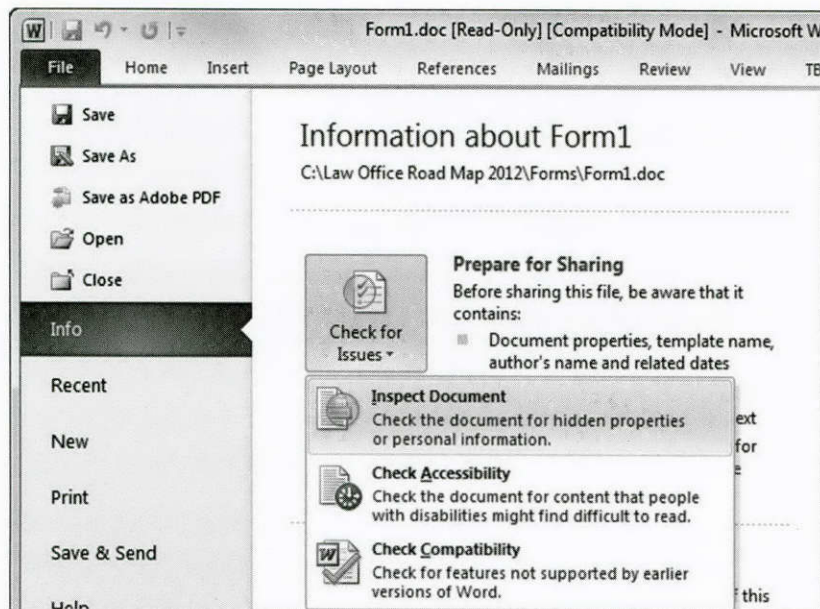 Form1.doc [Read-Only] [Compatibility Mode] - Microsoft W
File Home Insert Page Layout References Mailings Review View TB
Save
Save As
Save as Adobe PDF
Open
Close
Info
Recent
New
Print
Save & Send
Help
Information about Form1
C:\Law Office Road Map 2012\Forms\Form1.doc
Check for
Issues
Prepare for Sharing
Before sharing this file, be aware that it
contains:
Document properties, template name,
author's name and related dates
Inspect Document
Check the document for hidden properties
or personal information.
Check Accessibility
Check the document for content that people
with disabilities might find difficult to read.
Check Compatibility
Check for features not supported by earlier
versions of Word.
ext
for
this